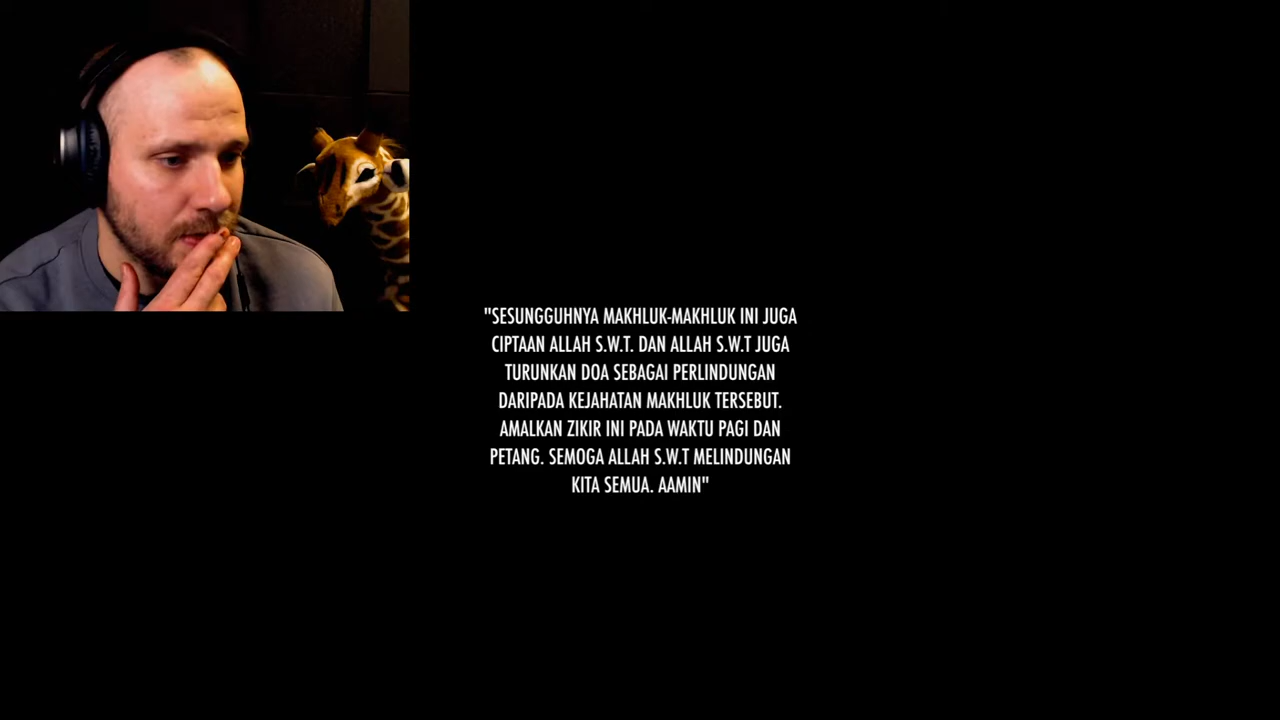 "SESUNGGUHNYA MAKHLUK-MAKHLUK INI JUGA
CIPTAAN ALLAH S.W.T. DAN ALLAH S.W.T JUGA
TURUNKAN DOA SEBAGAI PERLINDUNGAN
DARIPADA KEJAHATAN MAKHLUK TERSEBUT.
AMALKAN ZIKIR INI PADA WAKTU PAGI DAN
PETANG. SEMOGA ALLAH S.W.T MELINDUNGAN
KITA SEMUA. AAMIN"